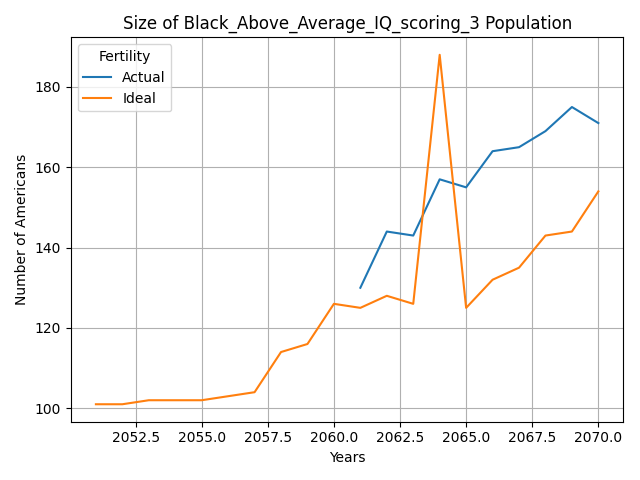 Size of Black_Above_Average_IQ_scoring_3 Population
Fertility
Actual
Ideal
Number of Americans
180
160
140
120
100
2052.5 2055.0 2057.5 2060.0 2062.5 2065.0 2067.5 2070.0
Years